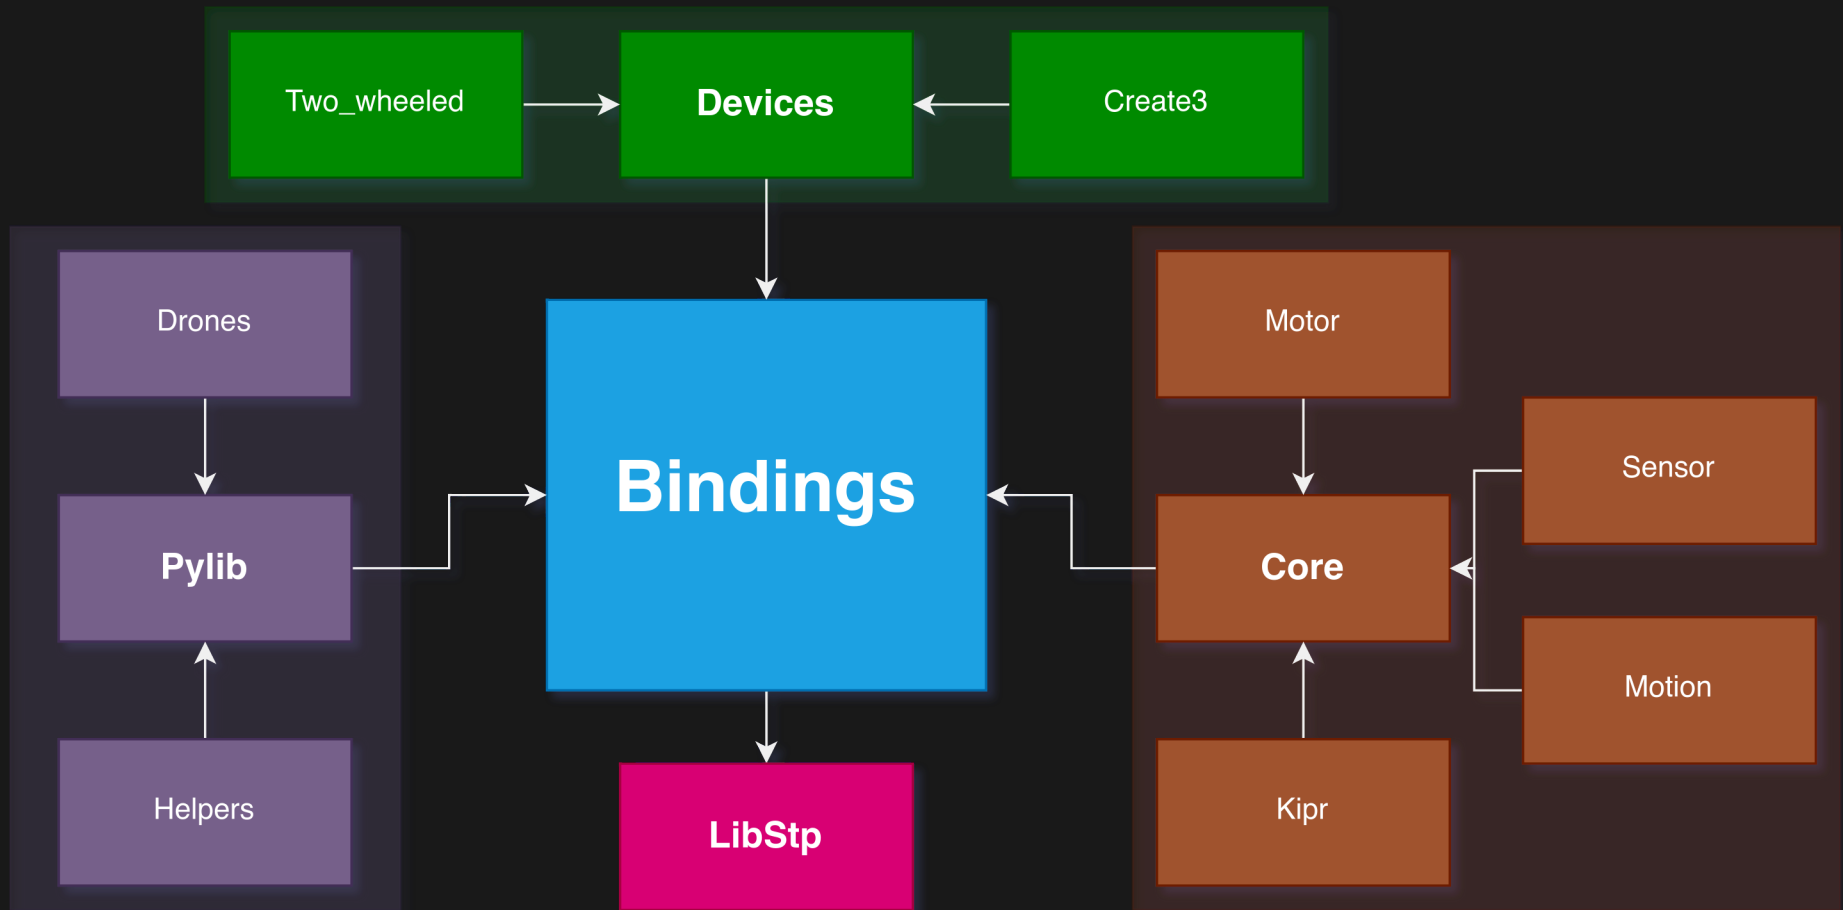 Two_wheeled
Devices
Create3
Drones
Motor
Bindings
Sensor
Pylib
Core
Motion
Helpers
LibStp
Kipr